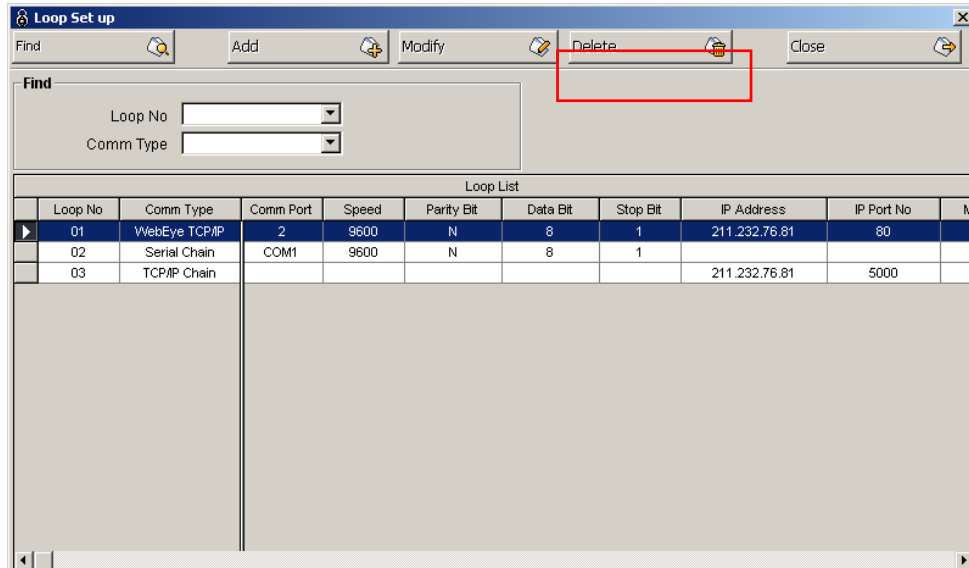 Loop Set up
Find Add Modify Delete Close
Find
Loop No
Comm Type
Loop List
Loop No Comm Type Comm Port Speed Parity Bit Data Bit Stop Bit IP Address IP Port No
01 WebEye TCP/IP 2 9600 N 8 1 211.232.76.81 80
02 Serial Chain COM1 9600 N 8 1
03 TCP/IP Chain 211.232.76.81 5000